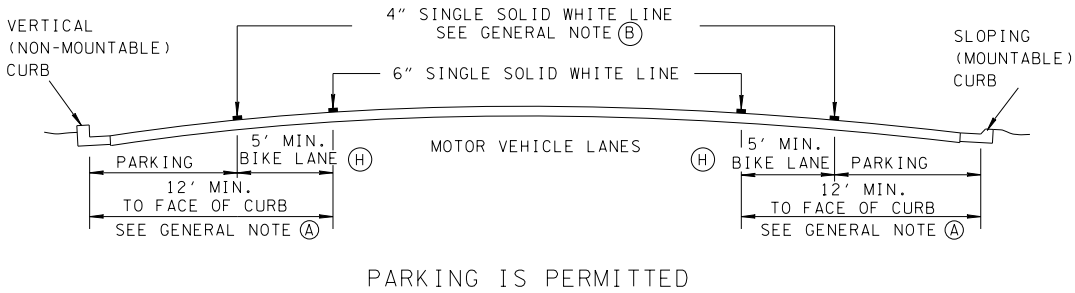 4" SINGLE SOLID WHITE LINE
SEE GENERAL NOTE B
VERTICAL
(NON-MOUNTABLE)
CURB
SLOPING
(MOUNTABLE)
CURB
6" SINGLE SOLID WHITE LINE
5' MIN.
BIKE LANE H
PARKING
12' MIN.
TO FACE OF CURB
SEE GENERAL NOTE A
MOTOR VEHICLE LANES
H
5' MIN.
BIKE LANE
PARKING
12' MIN.
TO FACE OF CURB
SEE GENERAL NOTE A
PARKING IS PERMITTED